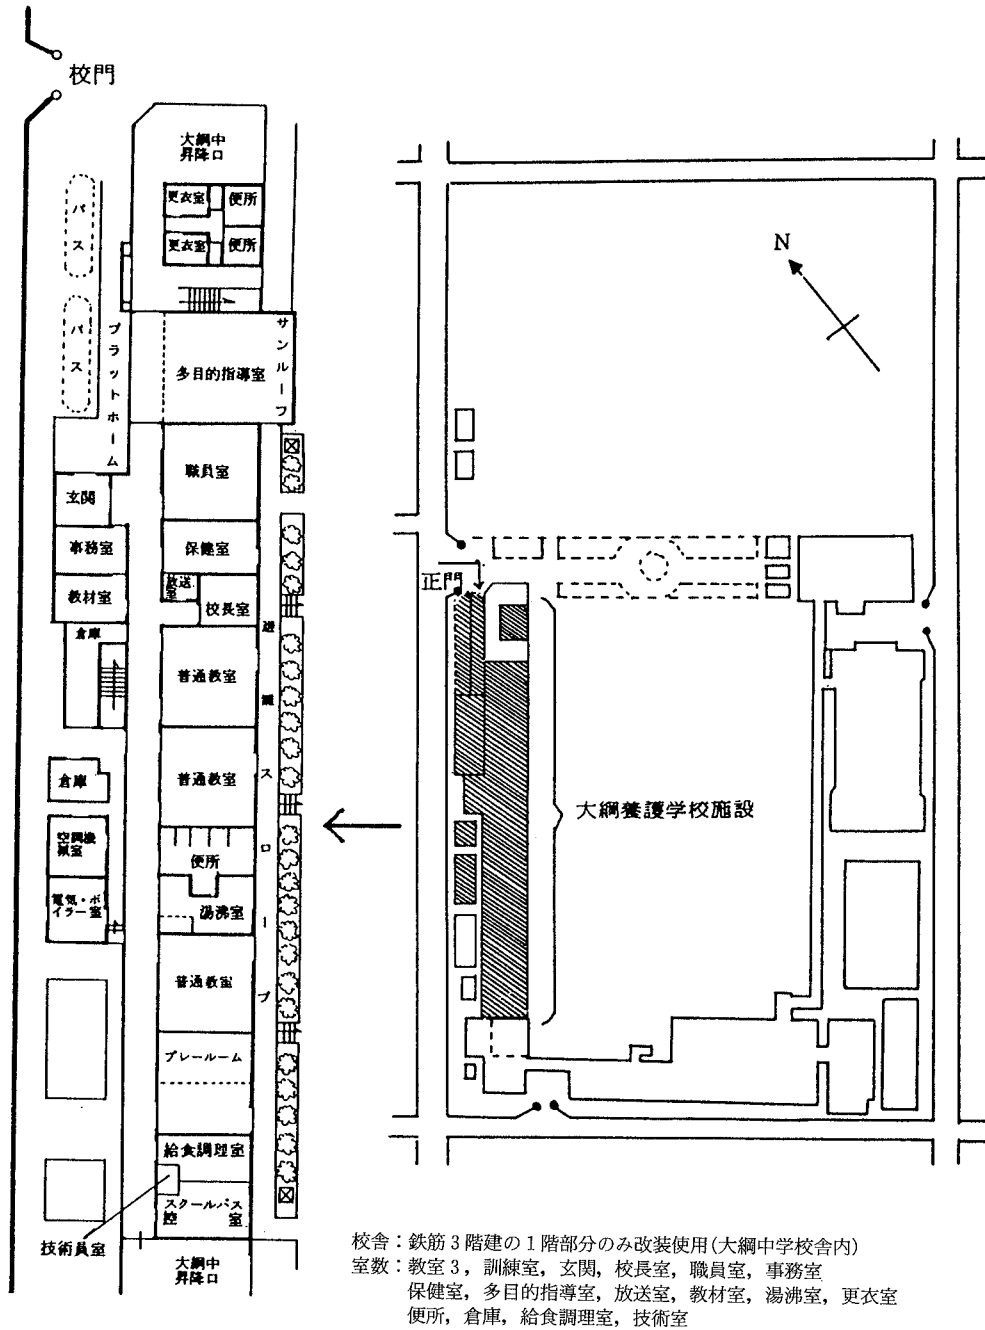 校門
大綱中
昇降口
更衣室
便所
更衣室
便所
バス
バス
プラットホーム
サンルーフ
多目的指導室
職員室
玄関
事務室
保健室
放送室
教材室
校長室
倉庫
普通教室
避難スロープ
普通教室
倉庫
空調機械室
便所
電気・ボイラー室
湯沸室
普通教室
プレールーム
給食調理室
スクールバス
控室
技術員室
大綱中
昇降口
N
正門
大綱養護学校施設
校舎：鉄筋3階建の1階部分のみ改装使用(大綱中学校舎内)
室数：教室3，訓練室，玄関，校長室，職員室，事務室
保健室，多目的指導室，放送室，教材室，湯沸室，更衣室
便所，倉庫，給食調理室，技術室